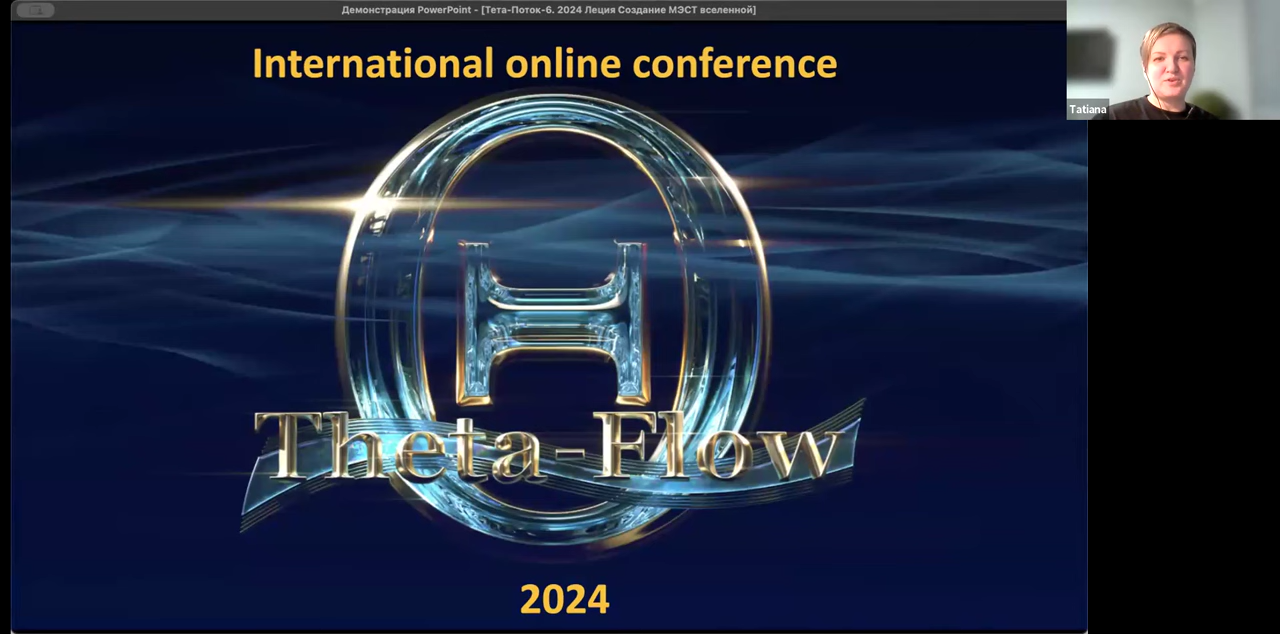 Демонстрация PowerPoint - [Тета-Поток-6. 2024 Леция Создание МЭСТ вселенной]
International online conference
Tatiana
H
Theta-Flow
2024